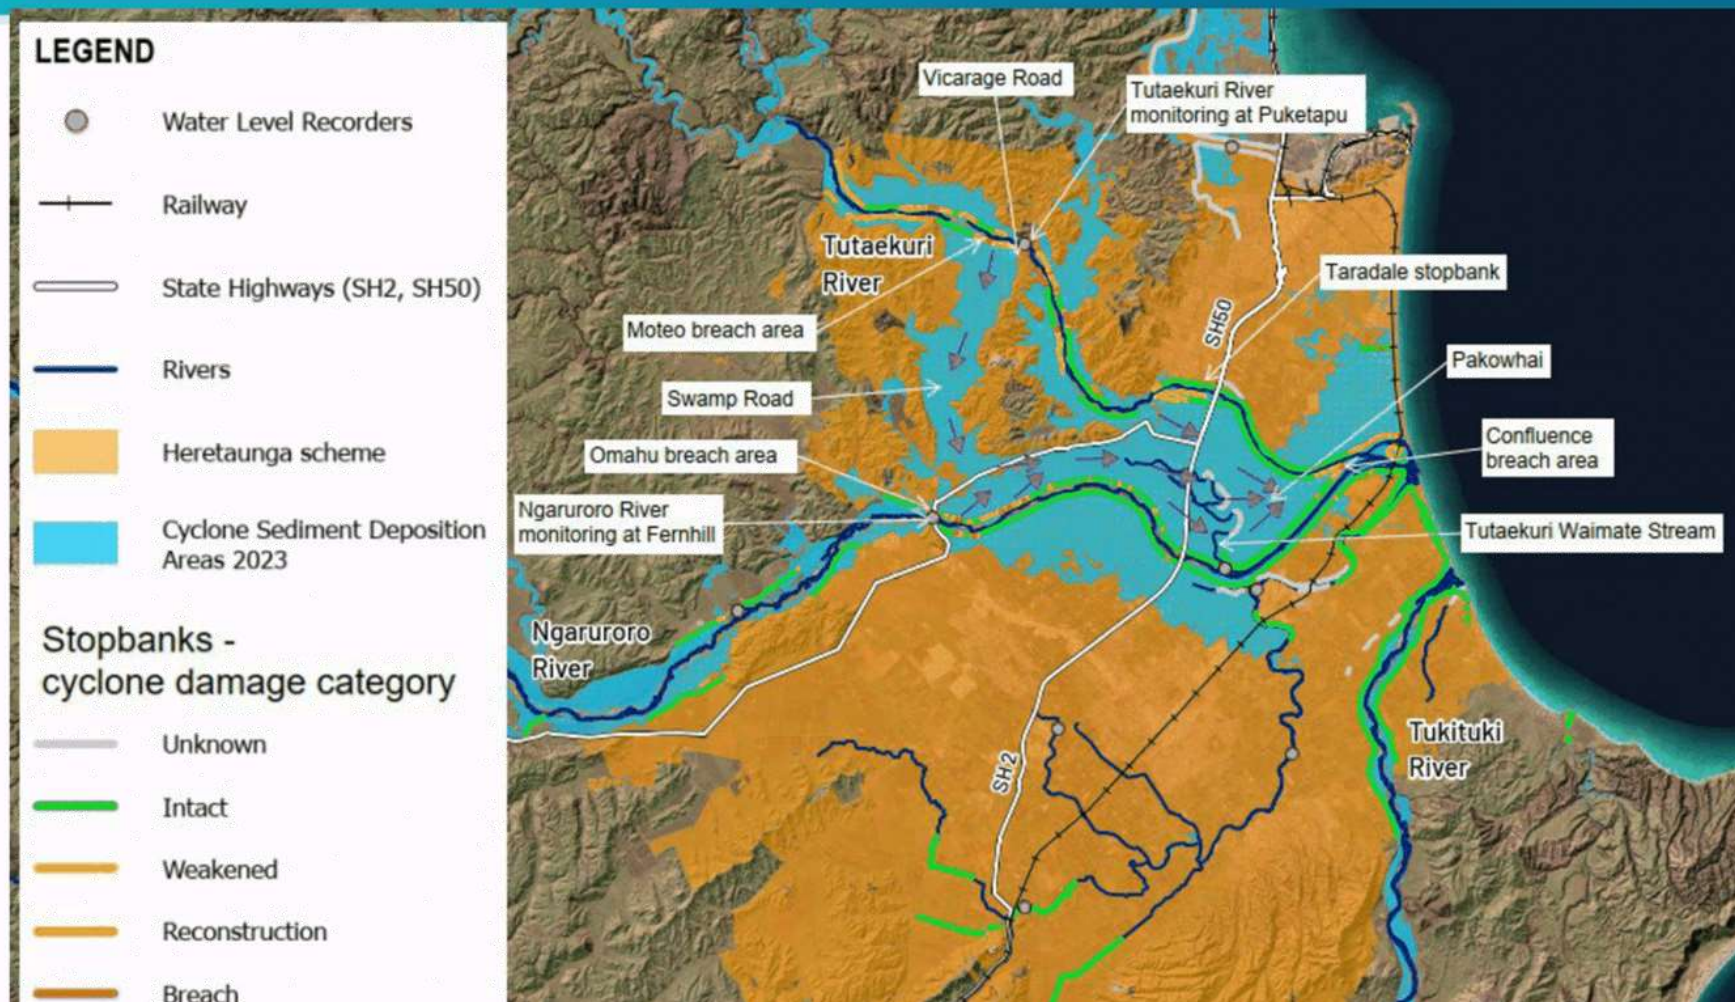 LEGEND
Water Level Recorders
Railway
State Highways (SH2, SH50)
Rivers
Heretaunga scheme
Cyclone Sediment Deposition
Areas 2023
Stopbanks -
cyclone damage category
Unknown
Intact
Weakened
Reconstruction
Breach
Vicarage Road
Tutaekuri River
monitoring at Puketapu
Tutaekuri
River
Taradale stopbank
SH50
Moteo breach area
Pakowhai
Swamp Road
Confluence
breach area
Omahu breach area
Ngaruroro River
monitoring at Fernhill
Tutaekuri Waimate Stream
Ngaruroro
River
Tukituki
River
SH2